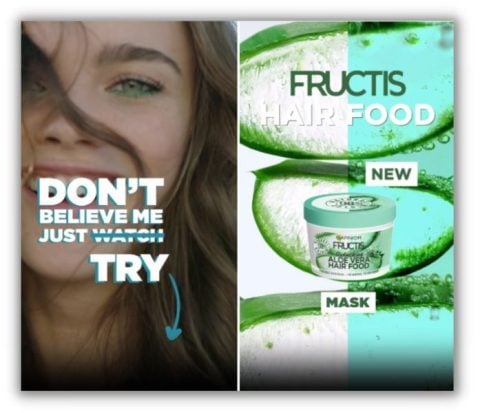 DON'T
BELIEVE ME
JUST WATCH
TRY
FRUCTIS
HAIR FOOD
NEW
GARNIER
FRUCTIS
ALOE VERA
HAIR FOOD
MASK